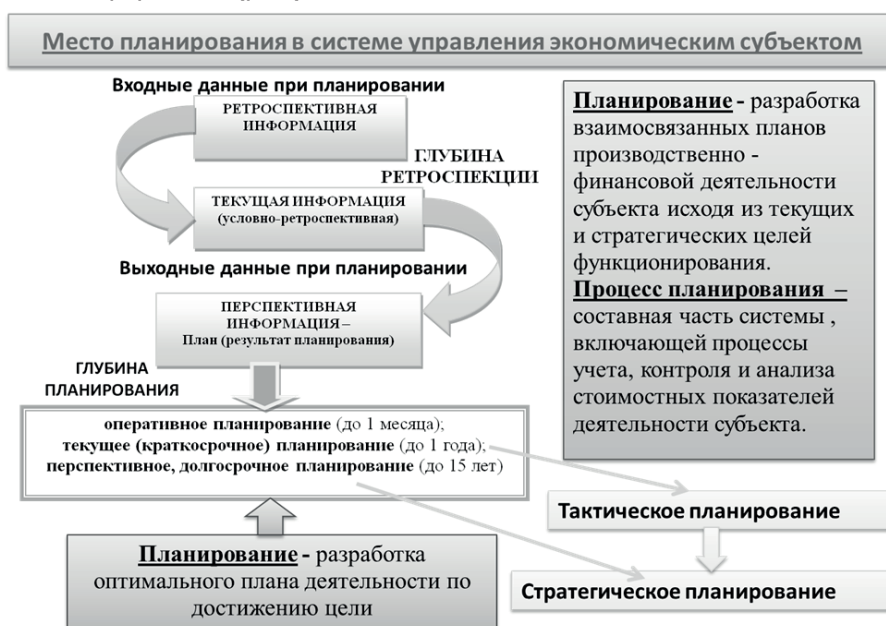 Место планирования в системе управления экономическим субъектом
Входные данные при планировании
РЕТРОСПЕКТИВНАЯ
ИНФОРМАЦИЯ
ГЛУБИНА
РЕТРОСПЕКЦИИ
ТЕКУЩАЯ ИНФОРМАЦИЯ
(условно-ретроспективная)
Выходные данные при планировании
ПЕРСПЕКТИВНАЯ
ИНФОРМАЦИЯ –
План (результат планирования)
ГЛУБИНА
ПЛАНИРОВАНИЯ
оперативное планирование (до 1 месяца);
текущее (краткосрочное) планирование (до 1 года);
перспективное, долгосрочное планирование (до 15 лет)
Планирование - разработка
оптимального плана деятельности по
достижению цели
Планирование - разработка
взаимосвязанных планов
производственно -
финансовой деятельности
субъекта исходя из текущих
и стратегических целей
функционирования.
Процесс планирования –
составная часть системы ,
включающей процессы
учета, контроля и анализа
стоимостных показателей
деятельности субъекта.
Тактическое планирование
Стратегическое планирование